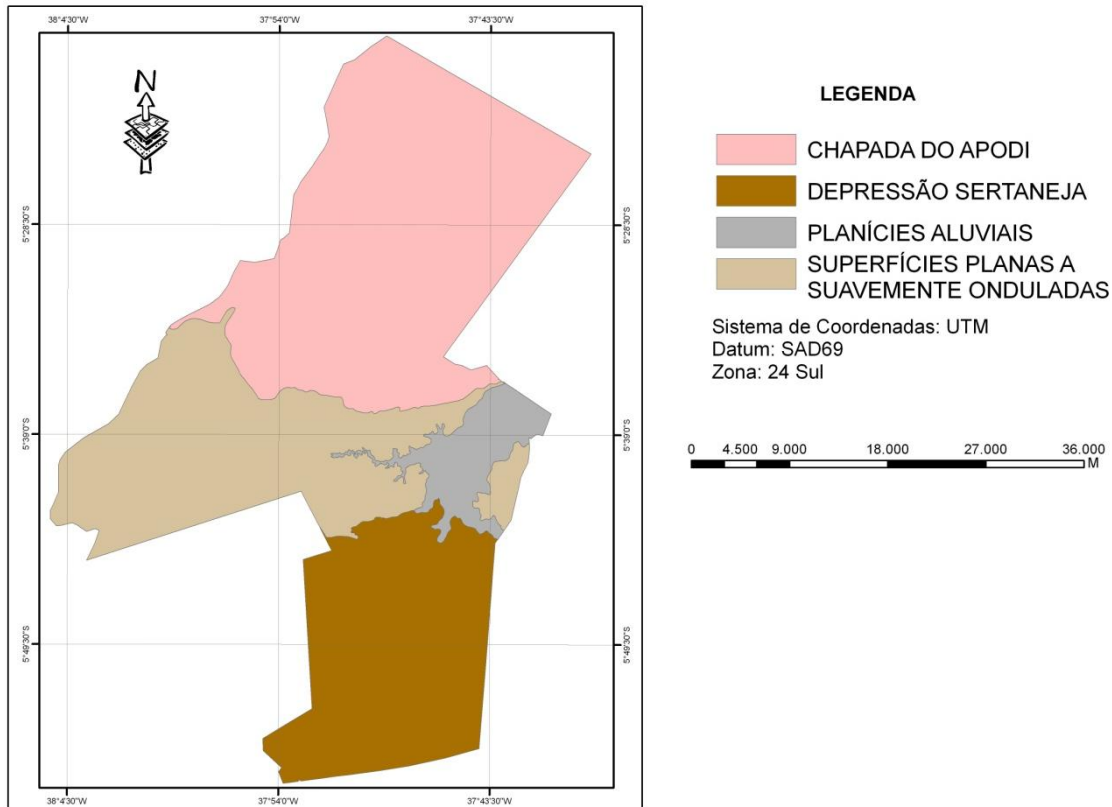 38°4'30"W
37°54'0"W
37°43'30"W
N
5°28'30"S
5°28'30"S
5°39'0"S
5°39'0"S
5°49'30"S
5°49'30"S
38°4'30"W
37°54'0"W
37°43'30"W
LEGENDA
CHAPADA DO APODI
DEPRESSÃO SERTANEJA
PLANÍCIES ALUVIAIS
SUPERFÍCIES PLANAS A
SUAVEMENTE ONDULADAS
Sistema de Coordenadas: UTM
Datum: SAD69
Zona: 24 Sul
0 4.500 9.000 18.000 27.000 36.000
M